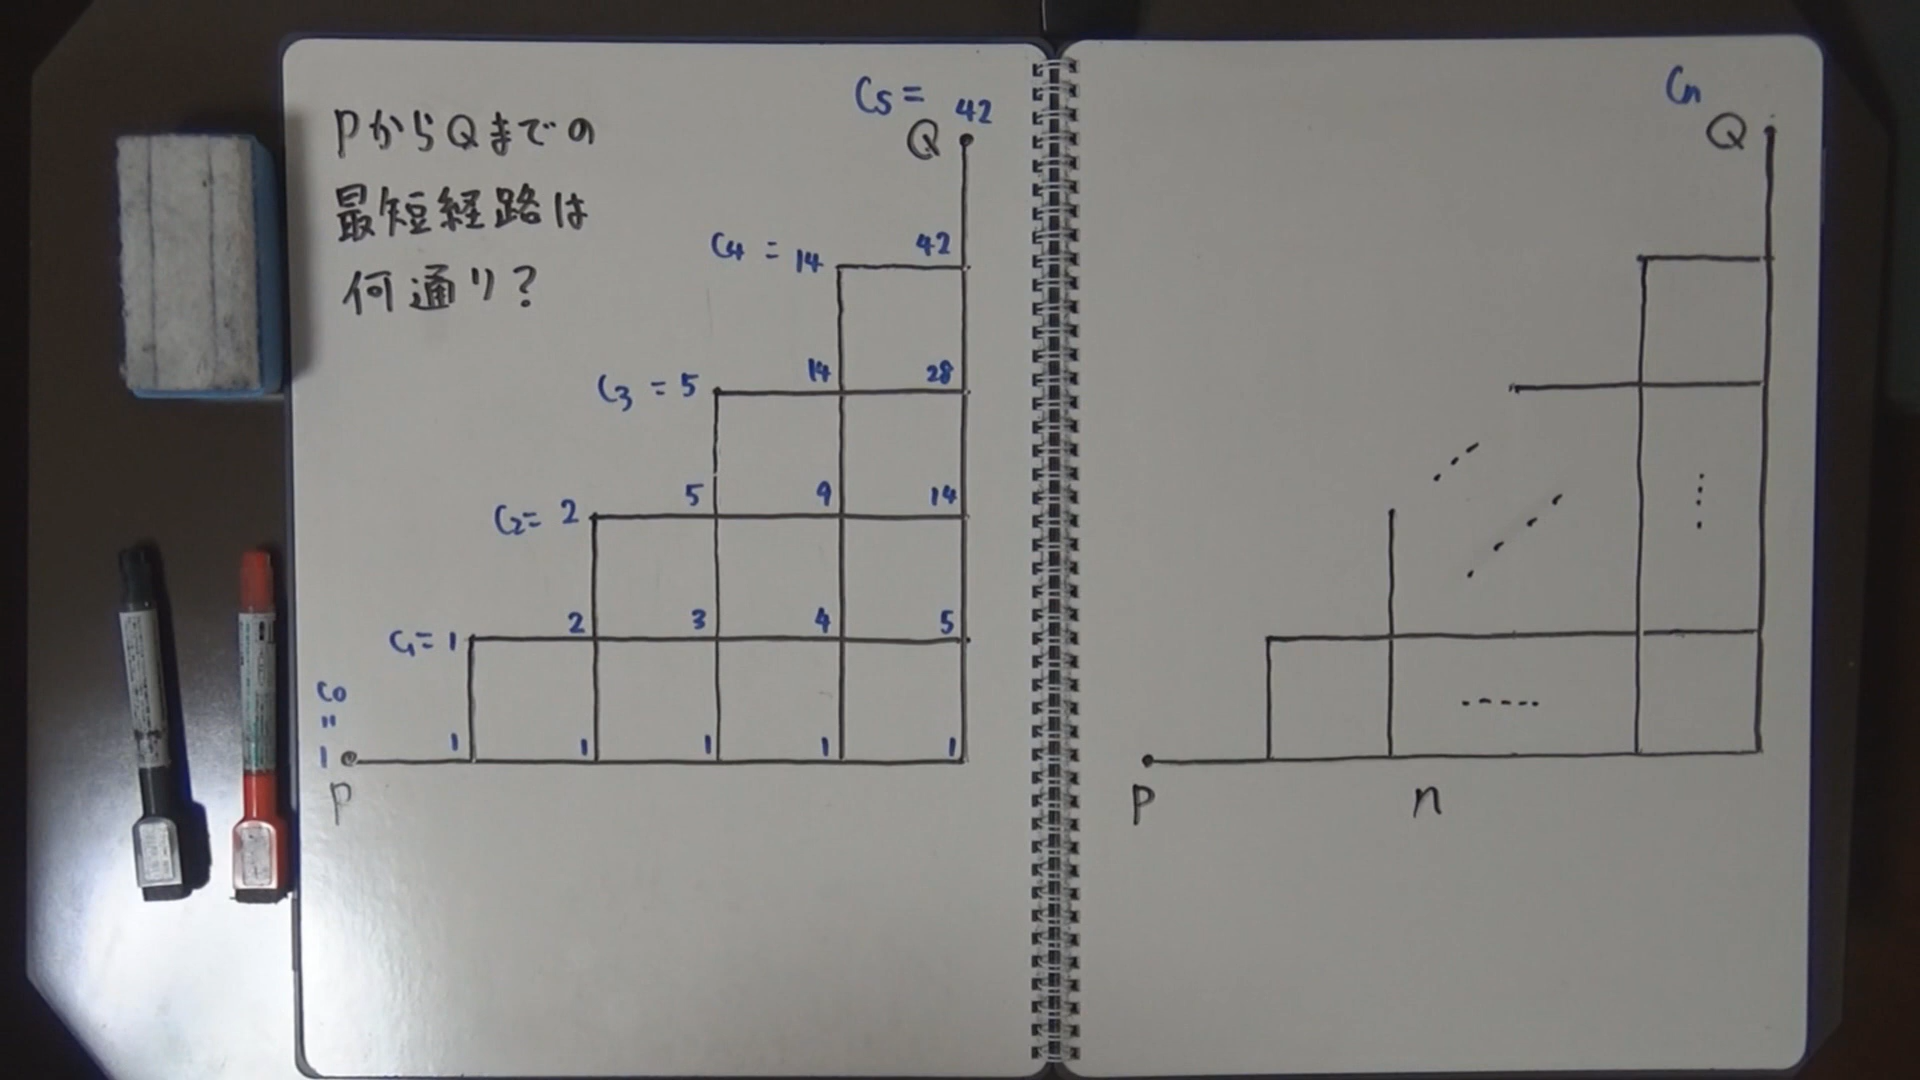 PからQまでの
最短経路は
何通り?
C5 = 42
Q
C4 = 14 42
C3 = 5 14 28
C2= 2 5 9 14
C1= 1 2 3 4 5
C0
"
1 1 1 1 1 1
P
Cn
Q
P n